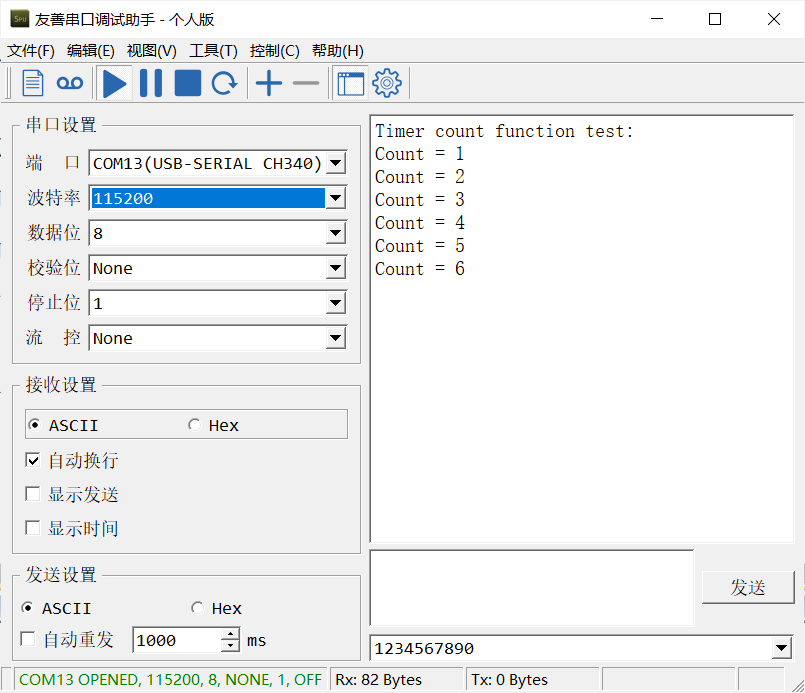 友善串口调试助手 - 个人版
文件(F) 编辑(E) 视图(V) 工具(T) 控制(C) 帮助(H)
串口设置
端 口 COM13(USB-SERIAL CH340)
波特率 115200
数据位 8
校验位 None
停止位 1
流 控 None
接收设置
ASCII Hex
自动换行
显示发送
显示时间
发送设置
ASCII Hex
自动重发 1000 ms
Timer count function test:
Count = 1
Count = 2
Count = 3
Count = 4
Count = 5
Count = 6
发送
1234567890
COM13 OPENED, 115200, 8, NONE, 1, OFF Rx: 82 Bytes Tx: 0 Bytes